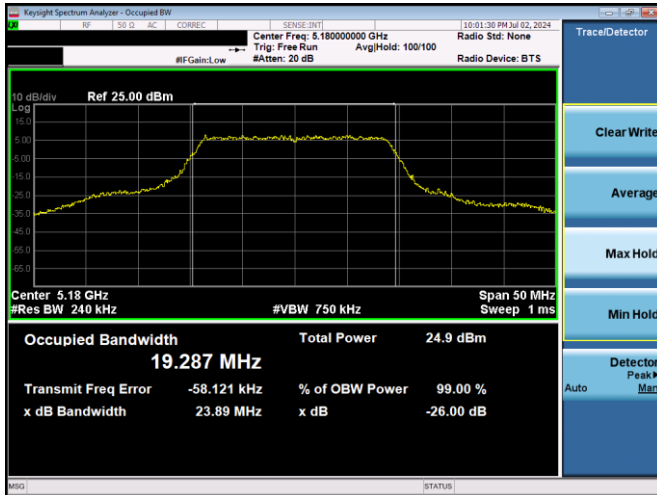 Keysight Spectrum Analyzer - Occupied BW
RF 50 Ω AC CORREC SENSE:INT 10:01:30 PM Jul 02, 2024
Center Freq: 5.180000000 GHz Radio Std: None
Trig: Free Run Avg|Hold: 100/100
#IFGain:Low #Atten: 20 dB Radio Device: BTS
Trace/Detector
10 dB/div Ref 25.00 dBm
Log
15.0
5.00
-5.00
-15.0
-25.0
-35.0
-45.0
-55.0
-65.0
Center 5.18 GHz Span 50 MHz
#Res BW 240 kHz #VBW 750 kHz Sweep 1 ms
Occupied Bandwidth Total Power 24.9 dBm
19.287 MHz
Transmit Freq Error -58.121 kHz % of OBW Power 99.00 %
x dB Bandwidth 23.89 MHz x dB -26.00 dB
Clear Write
Average
Max Hold
Min Hold
Detector
Peak
Auto Man
MSG STATUS